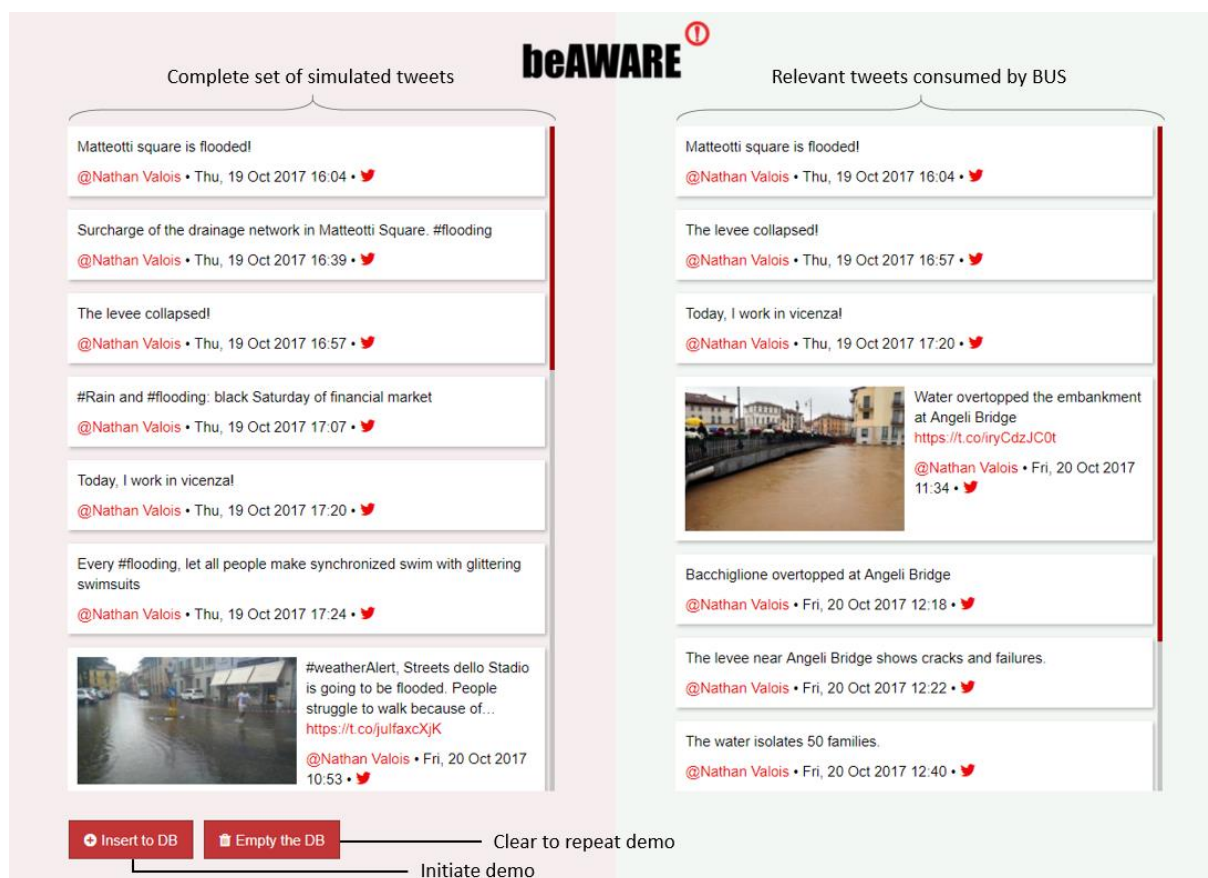 beAWARE
Complete set of simulated tweets
Matteotti square is flooded!
@Nathan Valois • Thu, 19 Oct 2017 16:04 •
Surcharge of the drainage network in Matteotti Square. #flooding
@Nathan Valois • Thu, 19 Oct 2017 16:39 •
The levee collapsed!
@Nathan Valois • Thu, 19 Oct 2017 16:57 •
#Rain and #flooding: black Saturday of financial market
@Nathan Valois • Thu, 19 Oct 2017 17:07 •
Today, I work in vicenza!
@Nathan Valois • Thu, 19 Oct 2017 17:20 •
Every #flooding, let all people make synchronized swim with glittering
swimsuits
@Nathan Valois • Thu, 19 Oct 2017 17:24 •
#weatherAlert, Streets dello Stadio
is going to be flooded. People
struggle to walk because of…
https://t.co/julfaxcXjK
@Nathan Valois • Fri, 20 Oct 2017
10:53 •
Relevant tweets consumed by BUS
Matteotti square is flooded!
@Nathan Valois • Thu, 19 Oct 2017 16:04 •
The levee collapsed!
@Nathan Valois • Thu, 19 Oct 2017 16:57 •
Today, I work in vicenza!
@Nathan Valois • Thu, 19 Oct 2017 17:20 •
Water overtopped the embankment
at Angeli Bridge
https://t.co/iryCdzJC0t
@Nathan Valois • Fri, 20 Oct 2017
11:34 •
Bacchiglione overtopped at Angeli Bridge
@Nathan Valois • Fri, 20 Oct 2017 12:18 •
The levee near Angeli Bridge shows cracks and failures.
@Nathan Valois • Fri, 20 Oct 2017 12:22 •
The water isolates 50 families.
@Nathan Valois • Fri, 20 Oct 2017 12:40 •
Insert to DB
Empty the DB
Clear to repeat demo
Initiate demo